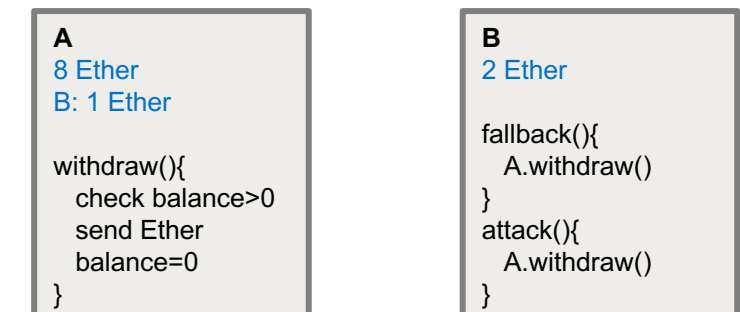 A
8 Ether
B: 1 Ether
withdraw(){
check balance>0
send Ether
balance=0
}
B
2 Ether
fallback(){
A.withdraw()
}
attack(){
A.withdraw()
}